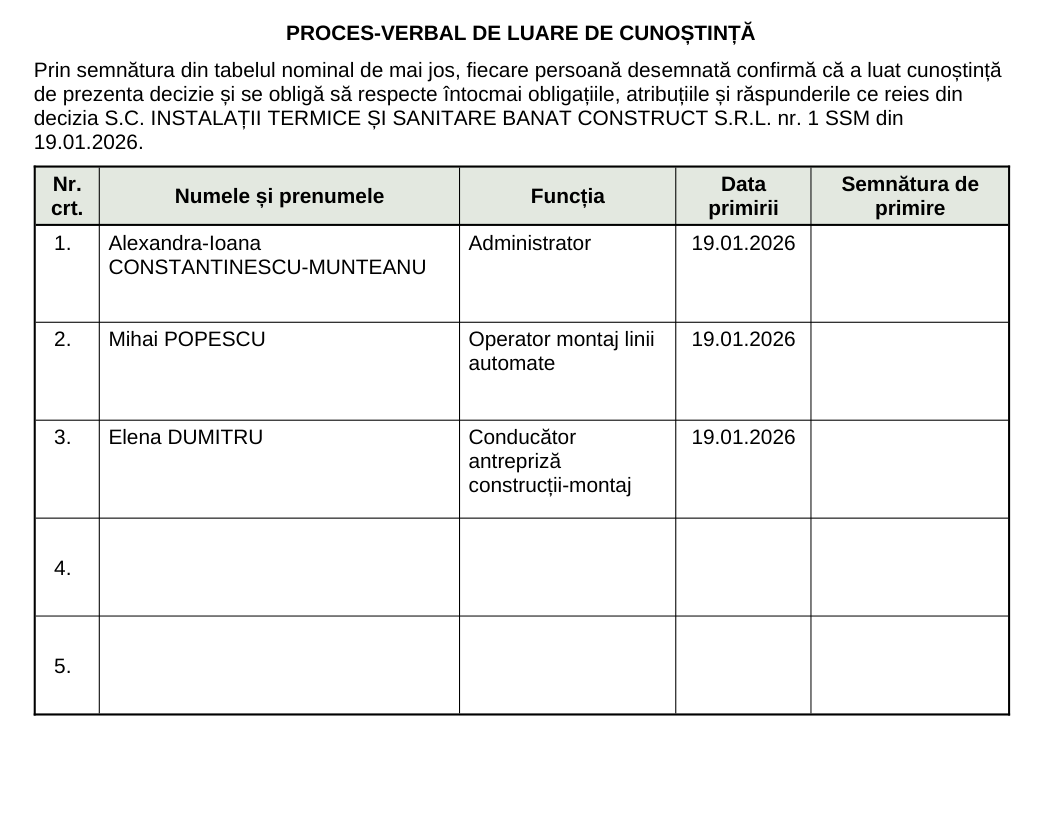 PROCES-VERBAL DE LUARE DE CUNOȘTINȚĂ
Prin semnătura din tabelul nominal de mai jos, fiecare persoană desemnată confirmă că a luat cunoștință
de prezenta decizie și se obligă să respecte întocmai obligațiile, atribuțiile și răspunderile ce reies din
decizia S.C. INSTALAȚII TERMICE ȘI SANITARE BANAT CONSTRUCT S.R.L. nr. 1 SSM din
19.01.2026.
Nr. crt. Numele și prenumele Funcția Data primirii Semnătura de primire
1. Alexandra-Ioana Administrator 19.01.2026
CONSTANTINESCU-MUNTEANU
2. Mihai POPESCU Operator montaj linii 19.01.2026
automate
3. Elena DUMITRU Conducător 19.01.2026
antrepriză
construcții-montaj
4.
5.